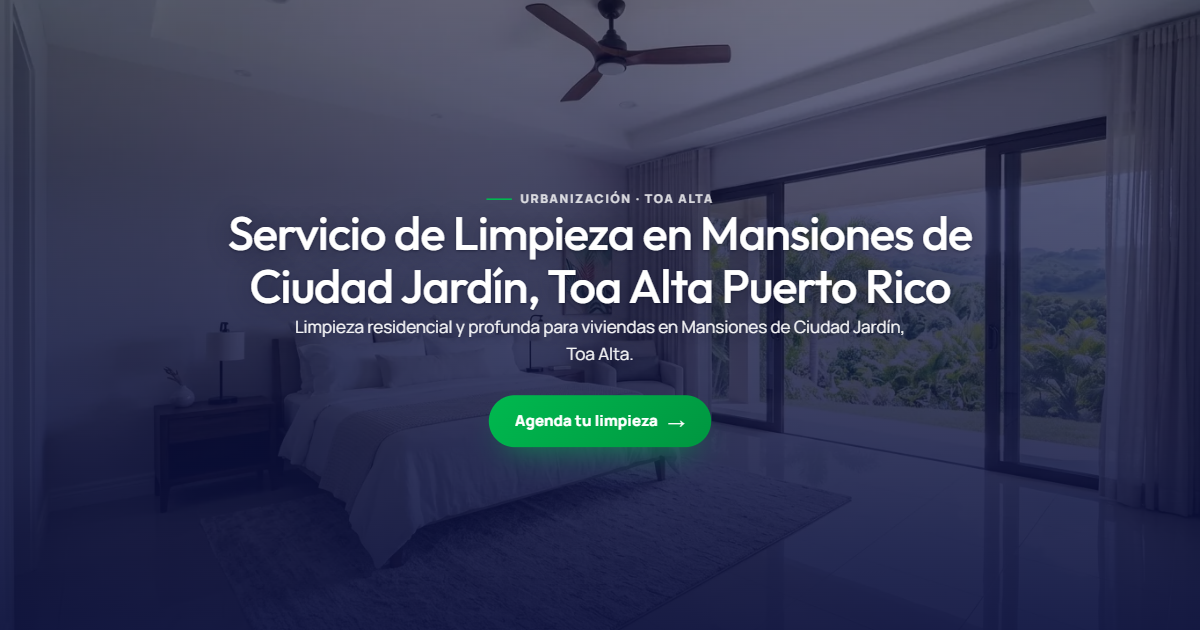 URBANIZACIÓN · TOA ALTA
Servicio de Limpieza en Mansiones de
Ciudad Jardín, Toa Alta Puerto Rico
Limpieza residencial y profunda para viviendas en Mansiones de Ciudad Jardín,
Toa Alta.
Agenda tu limpieza →